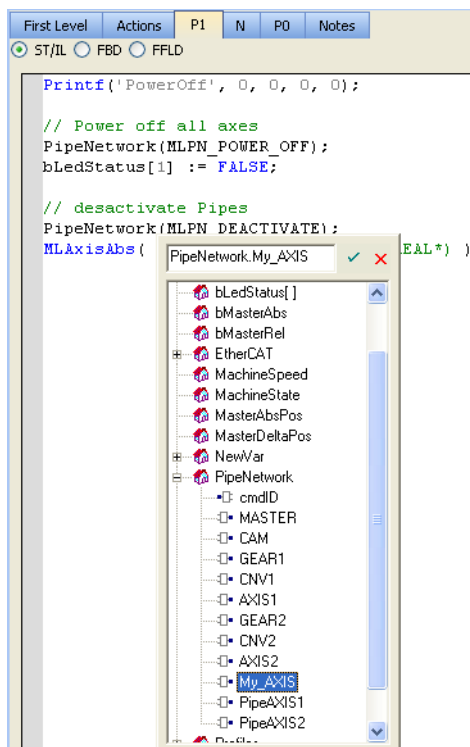 First Level Actions P1 N P0 Notes
ST/IL FBD FFLD
Printf('PowerOff', 0, 0, 0, 0);
// Power off all axes
PipeNetwork(MLPN_POWER_OFF);
bLedStatus[1] := FALSE;
// desactivate Pipes
PipeNetwork(MLPN_DEACTIVATE);
MLAxisAbs( EAL*) )
PipeNetwork.My_AXIS
bLedStatus[ ]
bMasterAbs
bMasterRel
EtherCAT
MachineSpeed
MachineState
MasterAbsPos
MasterDeltaPos
NewVar
PipeNetwork
cmdID
MASTER
CAM
GEAR1
CNV1
AXIS1
GEAR2
CNV2
AXIS2
My_AXIS
PipeAXIS1
PipeAXIS2